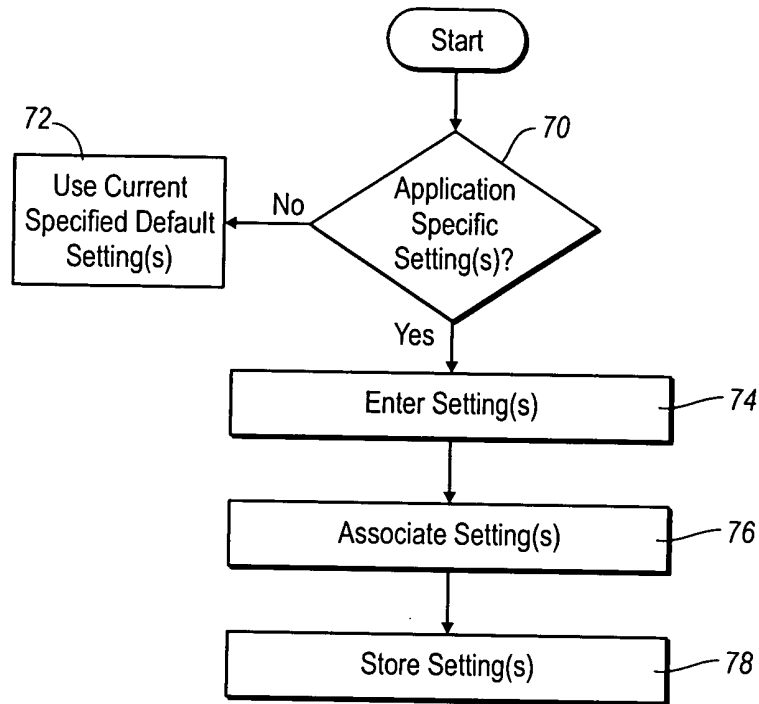 Start
70
72
Application
Specific
Setting(s)?
Use Current
Specified Default
Setting(s)
No
Yes
Enter Setting(s)
74
Associate Setting(s)
76
Store Setting(s)
78